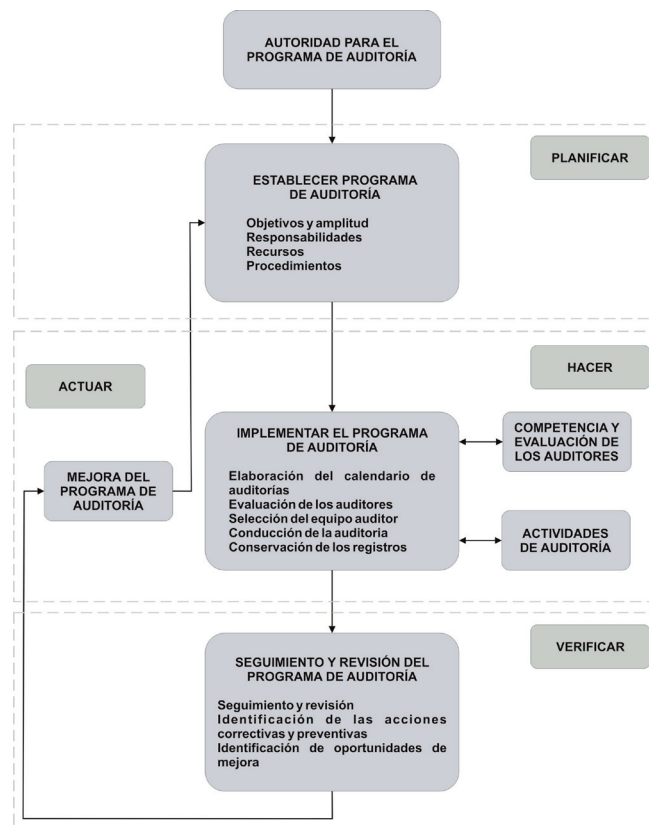 AUTORIDAD PARA EL
PROGRAMA DE AUDITORÍA
PLANIFICAR
ESTABLECER PROGRAMA
DE AUDITORÍA
Objetivos y amplitud
Responsabilidades
Recursos
Procedimientos
HACER
ACTUAR
IMPLEMENTAR EL PROGRAMA
DE AUDITORÍA
Elaboración del calendario de
auditorías
Evaluación de los auditores
Selección del equipo auditor
Conducción de la auditoria
Conservación de los registros
COMPETENCIA Y
EVALUACIÓN DE
LOS AUDITORES
MEJORA DEL
PROGRAMA DE
AUDITORÍA
ACTIVIDADES
DE AUDITORÍA
VERIFICAR
SEGUIMIENTO Y REVISIÓN DEL
PROGRAMA DE AUDITORÍA
Seguimiento y revisión
Identificación de las acciones
correctivas y preventivas
Identificación de oportunidades de
mejora